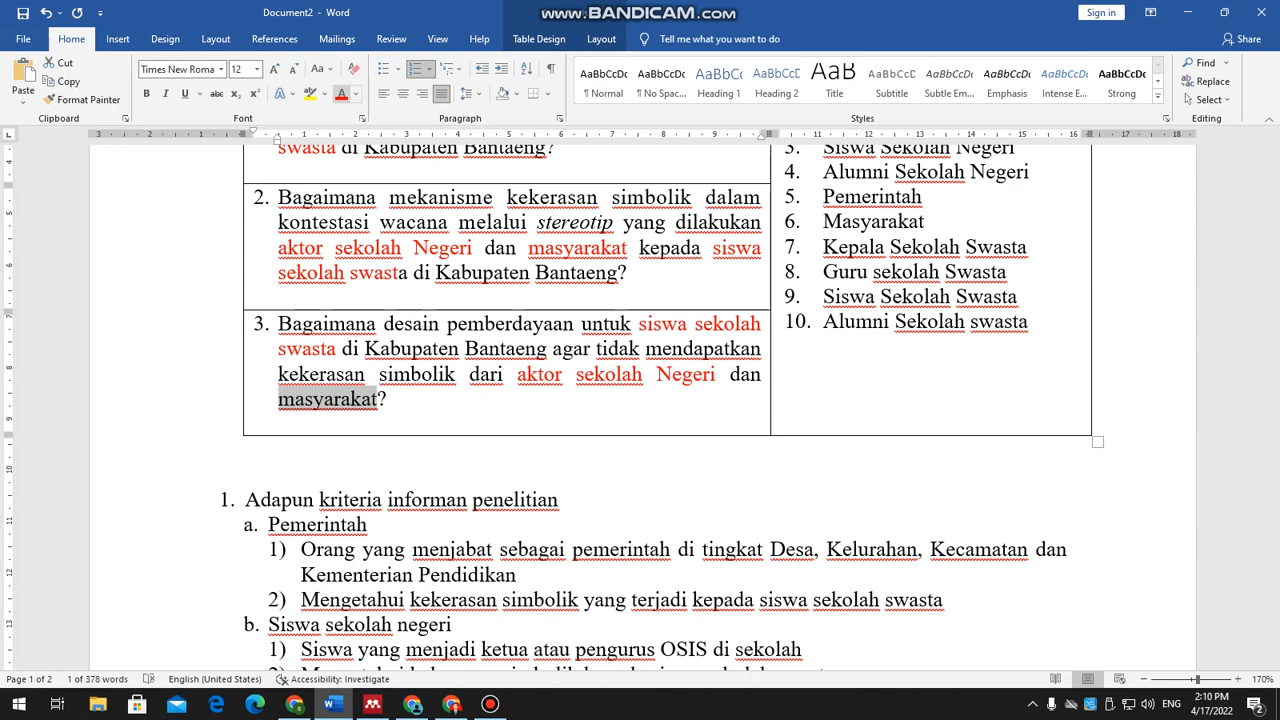 Document2 - Word
www.BANDICAM.com
Sign in
File Home Insert Design Layout References Mailings Review View Help Table Design Layout Tell me what you want to do Share
Paste
Cut
Copy
Format Painter
Clipboard
Times New Roma 12
Font
Paragraph
AaBbCcDc AaBbCcDc AaBbCc AaBbCcD AaB AaBbCcD AaBbCcDc AaBbCcDc AaBbCcDc AaBbCcDc
¶ Normal ¶ No Spac... Heading 1 Heading 2 Title Subtitle Subtle Em... Emphasis Intense E... Strong
Styles
Find
Replace
Select
Editing
swasta di Kabupaten Bantaeng?
2. Bagaimana mekanisme kekerasan simbolik dalam
kontestasi wacana melalui stereotip yang dilakukan
aktor sekolah Negeri dan masyarakat kepada siswa
sekolah swasta di Kabupaten Bantaeng?
3. Bagaimana desain pemberdayaan untuk siswa sekolah
swasta di Kabupaten Bantaeng agar tidak mendapatkan
kekerasan simbolik dari aktor sekolah Negeri dan
masyarakat?
3. Siswa Sekolah Negeri
4. Alumni Sekolah Negeri
5. Pemerintah
6. Masyarakat
7. Kepala Sekolah Swasta
8. Guru sekolah Swasta
9. Siswa Sekolah Swasta
10. Alumni Sekolah swasta
1. Adapun kriteria informan penelitian
a. Pemerintah
1) Orang yang menjabat sebagai pemerintah di tingkat Desa, Kelurahan, Kecamatan dan
Kementerian Pendidikan
2) Mengetahui kekerasan simbolik yang terjadi kepada siswa sekolah swasta
b. Siswa sekolah negeri
1) Siswa yang menjadi ketua atau pengurus OSIS di sekolah
Page 1 of 2 1 of 378 words English (United States) Accessibility: Investigate 170%
ENG
2:10 PM
4/17/2022